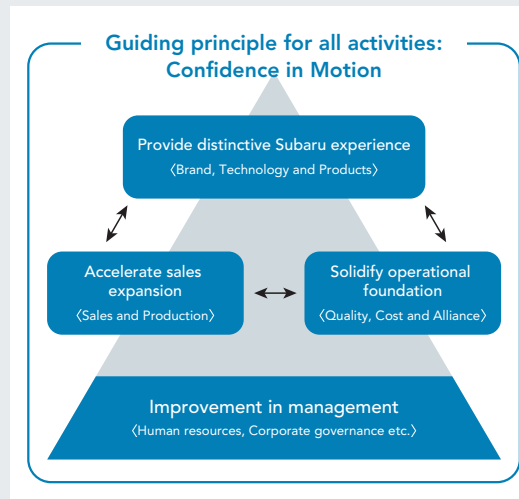 Guiding principle for all activities:
Confidence in Motion
Provide distinctive Subaru experience
〈Brand, Technology and Products〉
Accelerate sales
expansion
〈Sales and Production〉
Solidify operational
foundation
〈Quality, Cost and Alliance〉
Improvement in management
〈Human resources, Corporate governance etc.〉